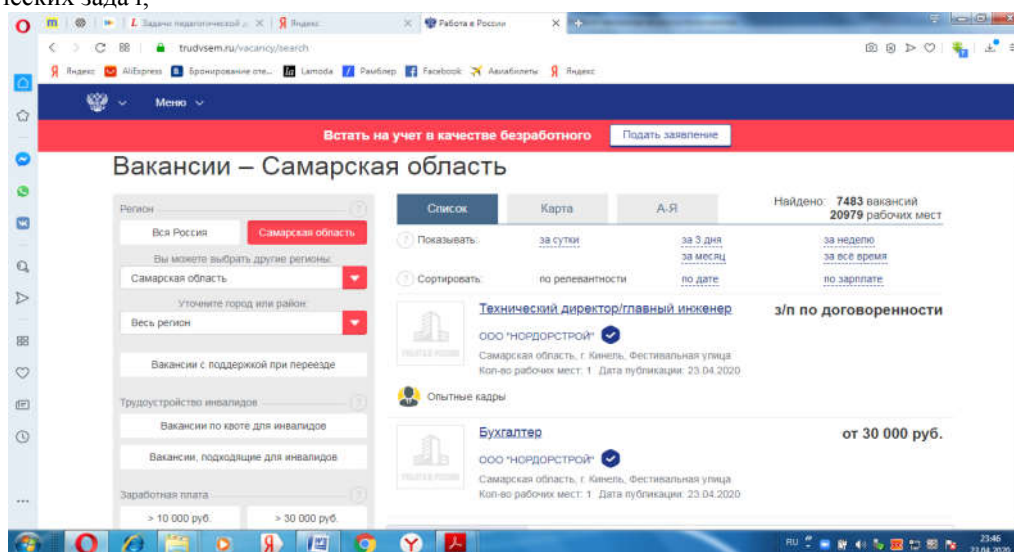 ческих задач,
Задачи педагогической д
Яндекс
Работа в России
trudvsem.ru/vacancy/search
Яндекс AliExpress Бронирование оте... Lamoda Рамблер Facebook Авиабилеты Яндекс
Меню
Встать на учет в качестве безработного Подать заявление
Вакансии – Самарская область
Регион
Вся Россия Самарская область
Вы можете выбрать другие регионы:
Самарская область
Уточните город или район:
Весь регион
Вакансии с поддержкой при переезде
Трудоустройство инвалидов
Вакансии по квоте для инвалидов
Вакансии, подходящие для инвалидов
Заработная плата
> 10 000 руб. > 30 000 руб.
Список Карта А-Я
Найдено: 7483 вакансий
20979 рабочих мест
Показывать: за сутки за 3 дня за неделю
за месяц за всё время
Сортировать: по релевантности по дате по зарплате
Технический директор/главный инженер з/п по договоренности
ООО "НОРДОРСТРОЙ"
Самарская область, г. Кинель, Фестивальная улица
Кол-во рабочих мест: 1 Дата публикации: 23.04.2020
Опытные кадры
Бухгалтер от 30 000 руб.
ООО "НОРДОРСТРОЙ"
Самарская область, г. Кинель, Фестивальная улица
Кол-во рабочих мест: 1 Дата публикации: 23.04.2020
RU 23:46
23.04.2020